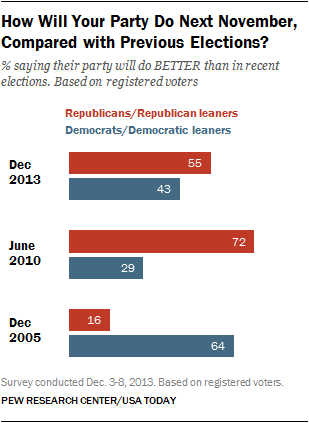 How Will Your Party Do Next November,
Compared with Previous Elections?
% saying their party will do BETTER than in recent
elections. Based on registered voters
Republicans/Republican leaners
Democrats/Democratic leaners
Dec
2013
55
43
June
2010
72
29
Dec
2005
16
64
Survey conducted Dec. 3-8, 2013. Based on registered voters.
PEW RESEARCH CENTER/USA TODAY